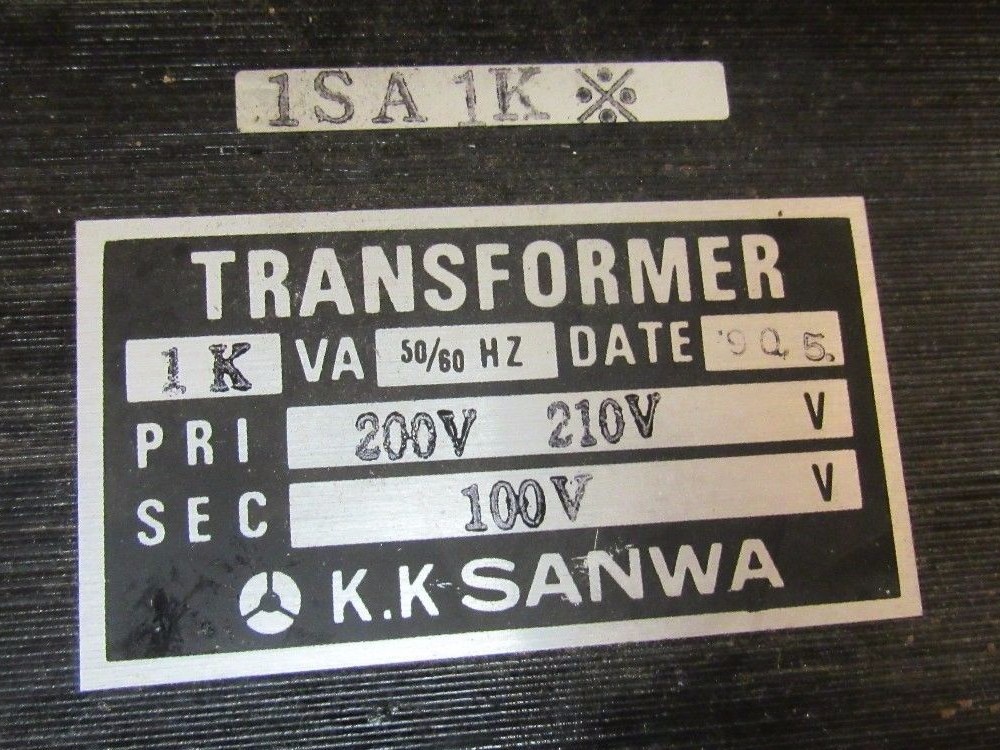 1SA 1K※
TRANSFORMER
1K VA 50/60 HZ DATE '90.5.
PRI 200V 210V V
SEC 100V V
K.K SANWA